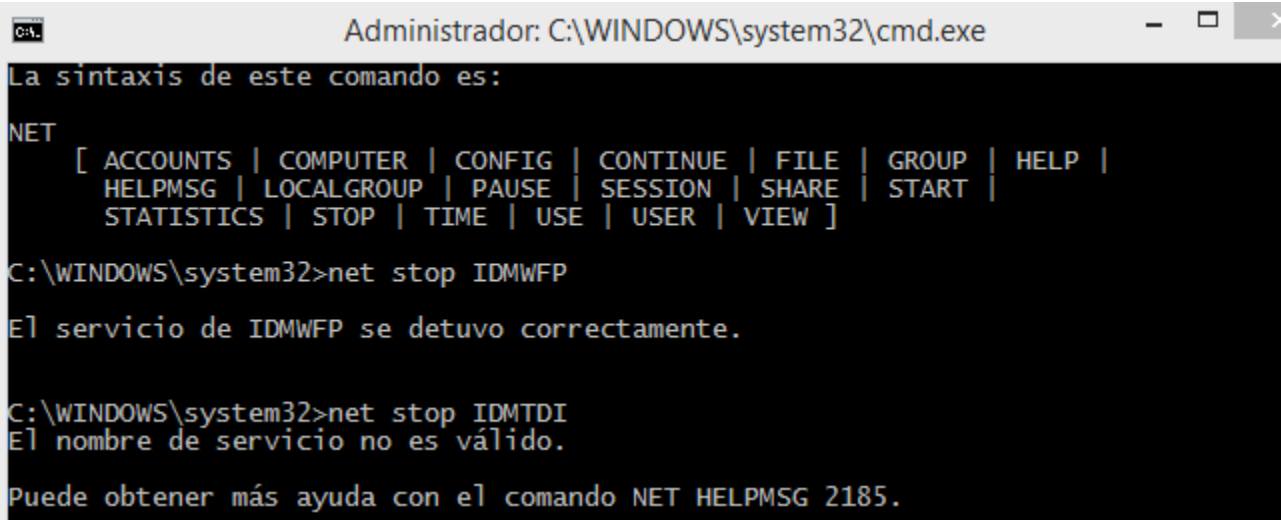 Administrador: C:\WINDOWS\system32\cmd.exe
La sintaxis de este comando es:
NET
[ ACCOUNTS | COMPUTER | CONFIG | CONTINUE | FILE | GROUP | HELP |
HELPMSG | LOCALGROUP | PAUSE | SESSION | SHARE | START |
STATISTICS | STOP | TIME | USE | USER | VIEW ]
C:\WINDOWS\system32>net stop IDMWFP
El servicio de IDMWFP se detuvo correctamente.
C:\WINDOWS\system32>net stop IDMTDI
El nombre de servicio no es válido.
Puede obtener más ayuda con el comando NET HELPMSG 2185.